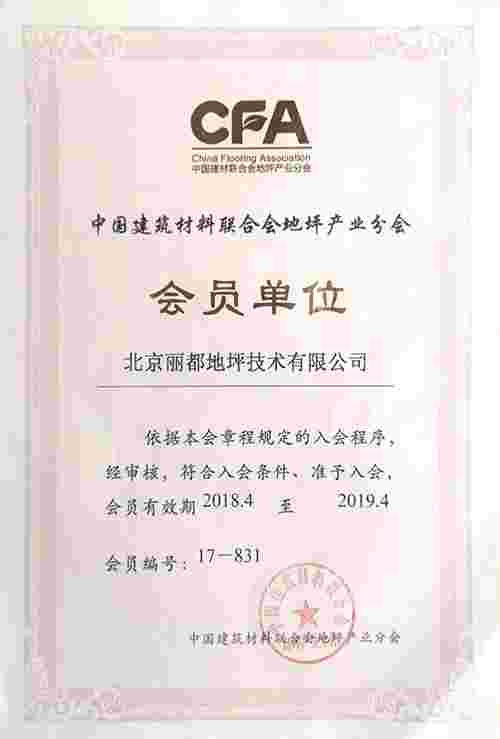 CFA
China Flooring Association
中国建材联合会地坪产业分会
中国建筑材料联合会地坪产业分会
会员单位
北京丽都地坪技术有限公司
依据本会章程规定的入会程序，
经审核，符合入会条件、准予入会，
会员有效期 2018.4 至 2019.4
会员编号：17-831
中国建筑材料联合会地坪产业分会